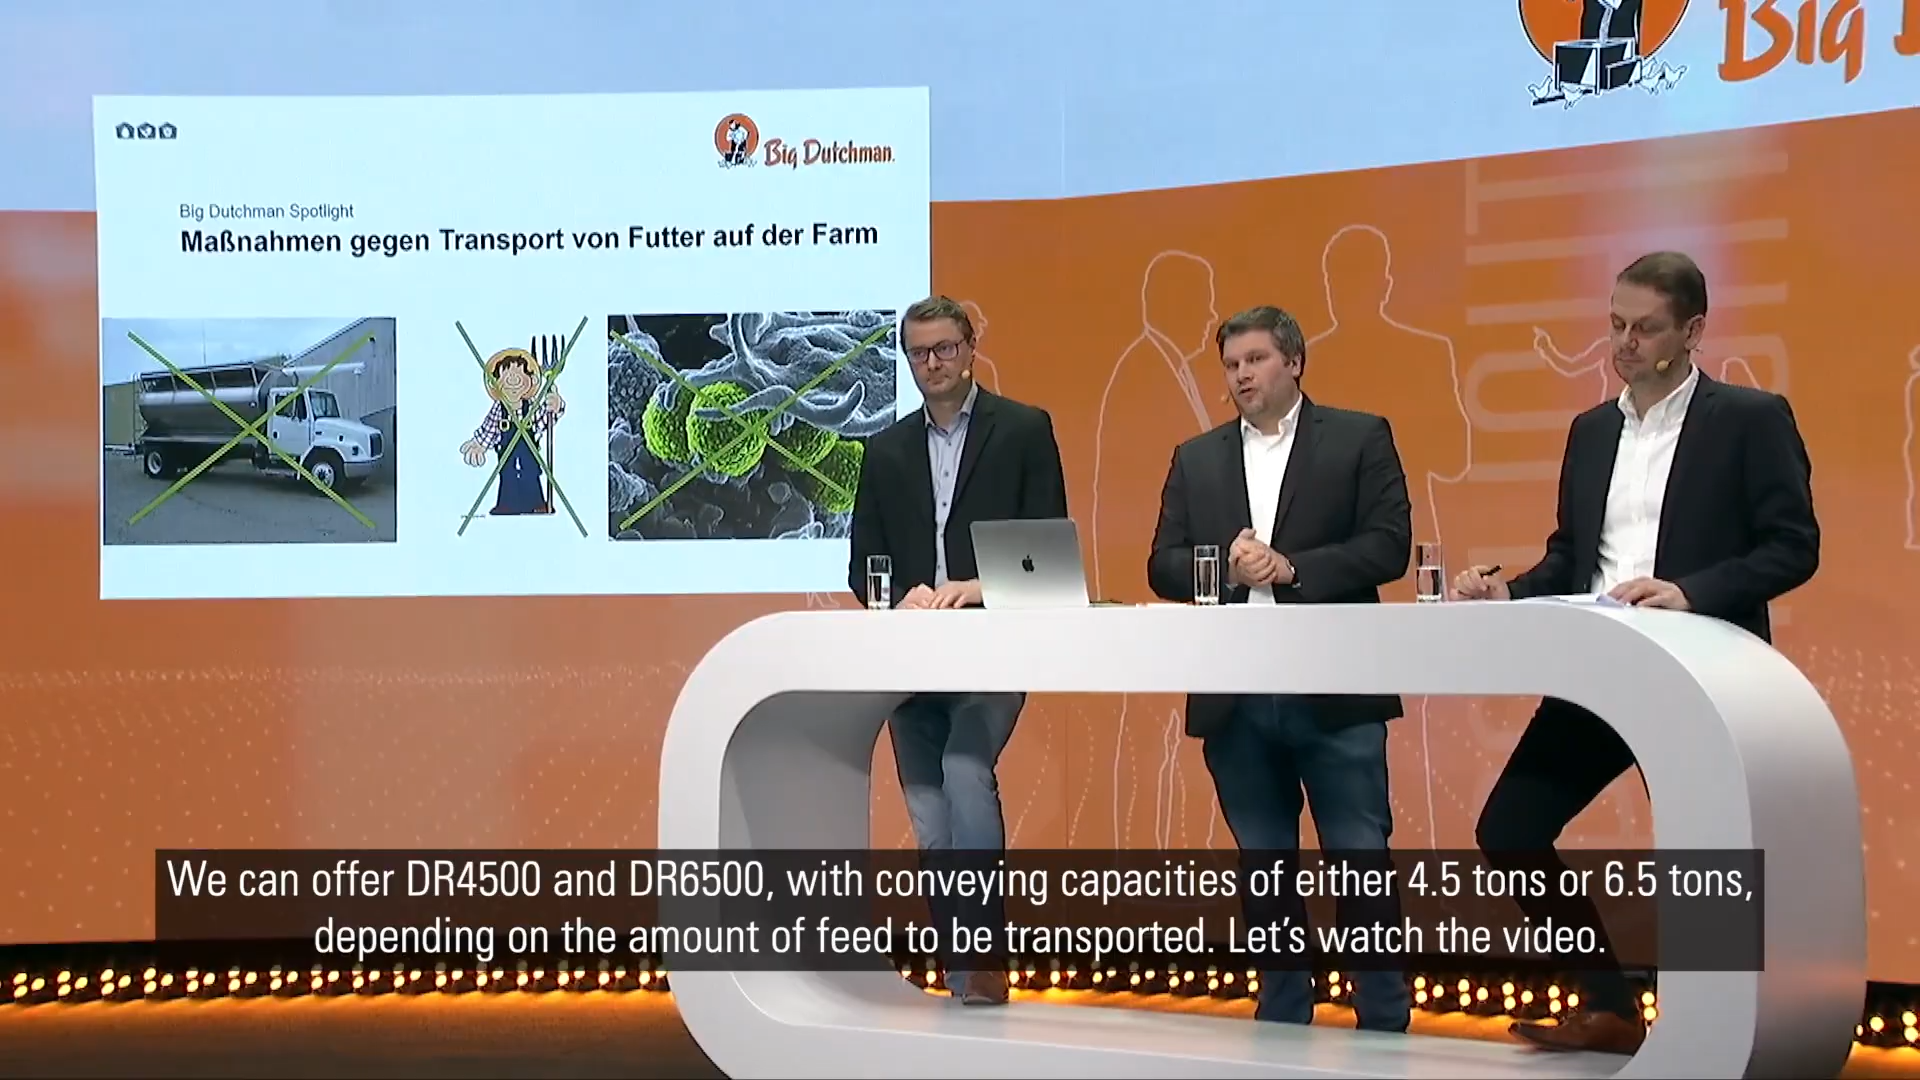 Big
Big Dutchman.
Big Dutchman Spotlight
Maßnahmen gegen Transport von Futter auf der Farm
We can offer DR4500 and DR6500, with conveying capacities of either 4.5 tons or 6.5 tons,
depending on the amount of feed to be transported. Let's watch the video.